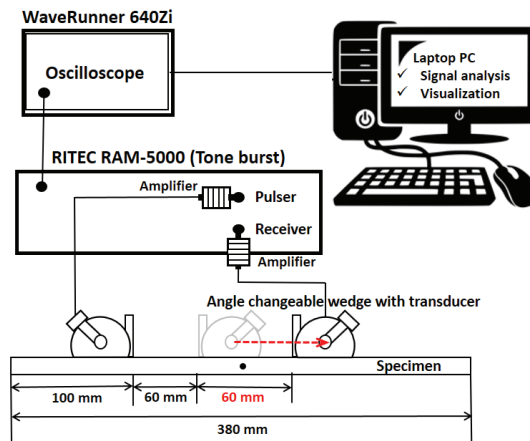 WaveRunner 640Zi
Oscilloscope
Laptop PC
✓ Signal analysis
✓ Visualization
RITEC RAM-5000 (Tone burst)
Amplifier
Pulser
Receiver
Amplifier
Angle changeable wedge with transducer
Specimen
100 mm
60 mm
60 mm
380 mm